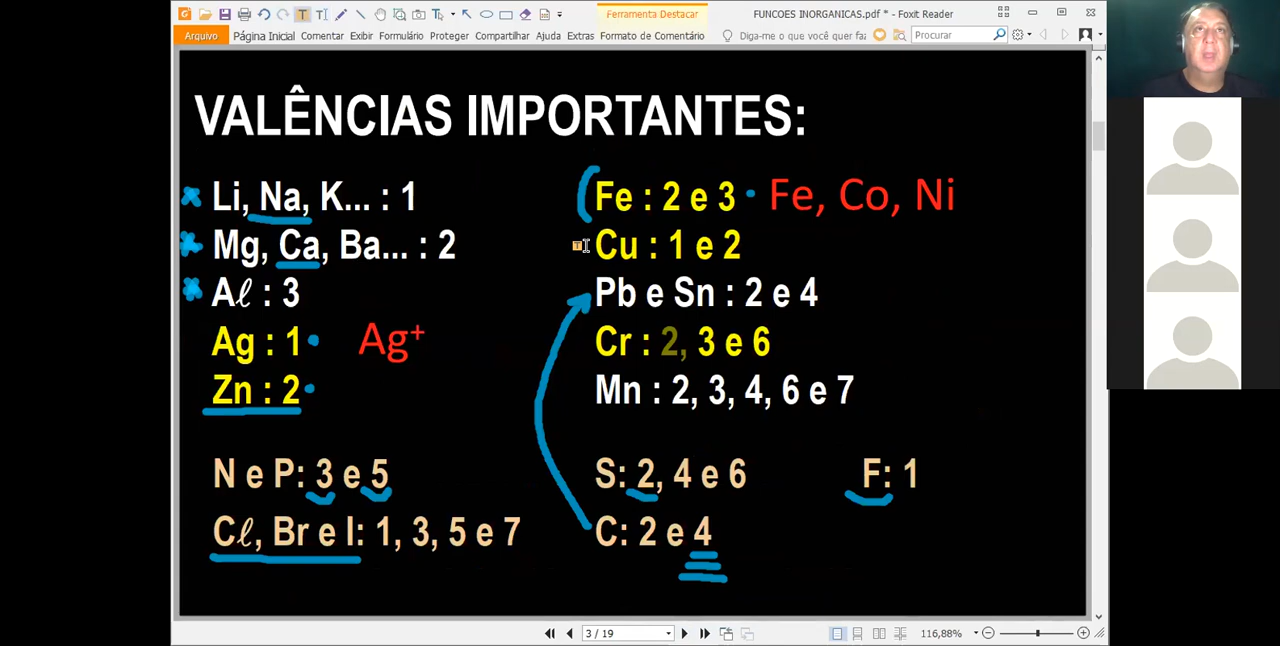 Ferramenta Destacar
FUNCOES INORGANICAS.pdf * - Foxit Reader
Arquivo Página Inicial Comentar Exibir Formulário Proteger Compartilhar Ajuda Extras Formato de Comentário Diga-me o que você quer faz Procurar
VALÊNCIAS IMPORTANTES:
Li, Na, K... : 1
Mg, Ca, Ba... : 2
Aℓ : 3
Ag : 1 Ag⁺
Zn : 2
N e P: 3 e 5
Cℓ, Br e I: 1, 3, 5 e 7
Fe : 2 e 3 Fe, Co, Ni
Cu : 1 e 2
Pb e Sn : 2 e 4
Cr : 2, 3 e 6
Mn : 2, 3, 4, 6 e 7
S: 2, 4 e 6
F: 1
C: 2 e 4
3 / 19
116,88%